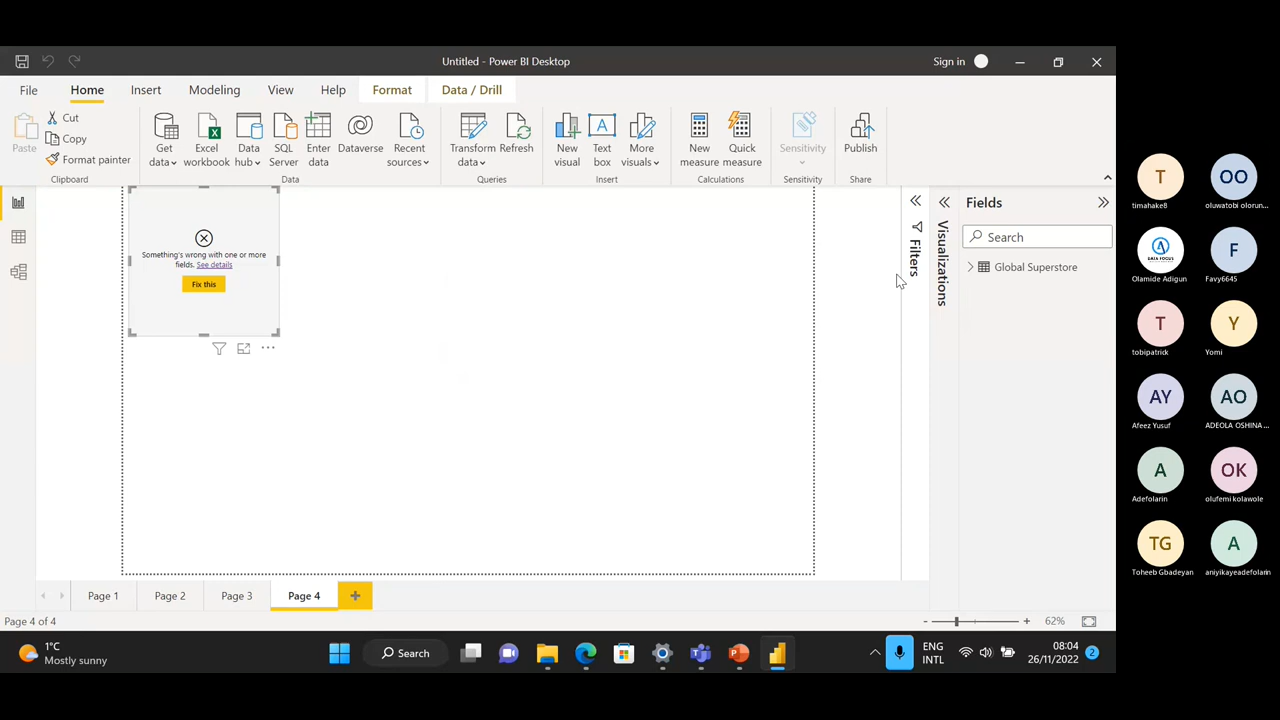 Untitled - Power BI Desktop
Sign in
File Home Insert Modeling View Help Format Data / Drill
Paste
Cut
Copy
Format painter
Clipboard
Get data
Excel workbook
Data hub
SQL Server
Enter data
Dataverse
Recent sources
Data
Transform data
Refresh
Queries
New visual
Text box
More visuals
Insert
New measure
Quick measure
Calculations
Sensitivity
Sensitivity
Publish
Share
Something's wrong with one or more
fields. See details
Fix this
Filters
Visualizations
Fields
Search
Global Superstore
Page 1 Page 2 Page 3 Page 4
Page 4 of 4
62%
1°C
Mostly sunny
Search
ENG
INTL
08:04
26/11/2022
2
T
timahake8
OO
oluwatobi olorun...
Olamide Adigun
F
Favy6645
T
tobipatrick
Y
Yomi
AY
Afeez Yusuf
AO
ADEOLA OSHINA ...
A
Adefolarin
OK
olufemi kolawole
TG
Toheeb Gbadeyan
A
aniyikayeadefolarin